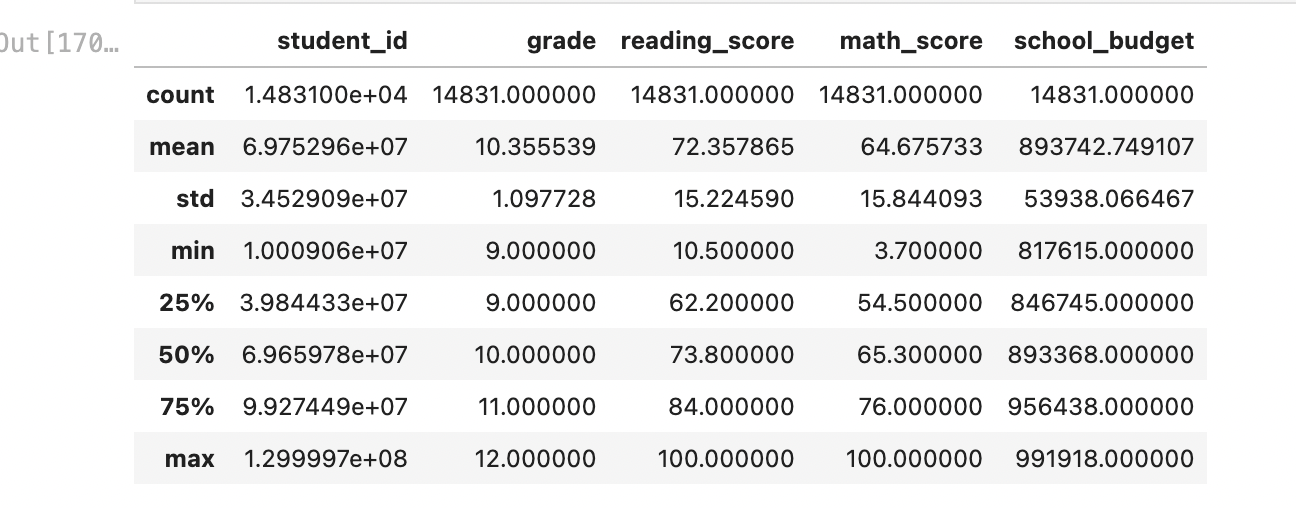 Out[170…
student_id grade reading_score math_score school_budget
count 1.483100e+04 14831.000000 14831.000000 14831.000000 14831.000000
mean 6.975296e+07 10.355539 72.357865 64.675733 893742.749107
std 3.452909e+07 1.097728 15.224590 15.844093 53938.066467
min 1.000906e+07 9.000000 10.500000 3.700000 817615.000000
25% 3.984433e+07 9.000000 62.200000 54.500000 846745.000000
50% 6.965978e+07 10.000000 73.800000 65.300000 893368.000000
75% 9.927449e+07 11.000000 84.000000 76.000000 956438.000000
max 1.299997e+08 12.000000 100.000000 100.000000 991918.000000